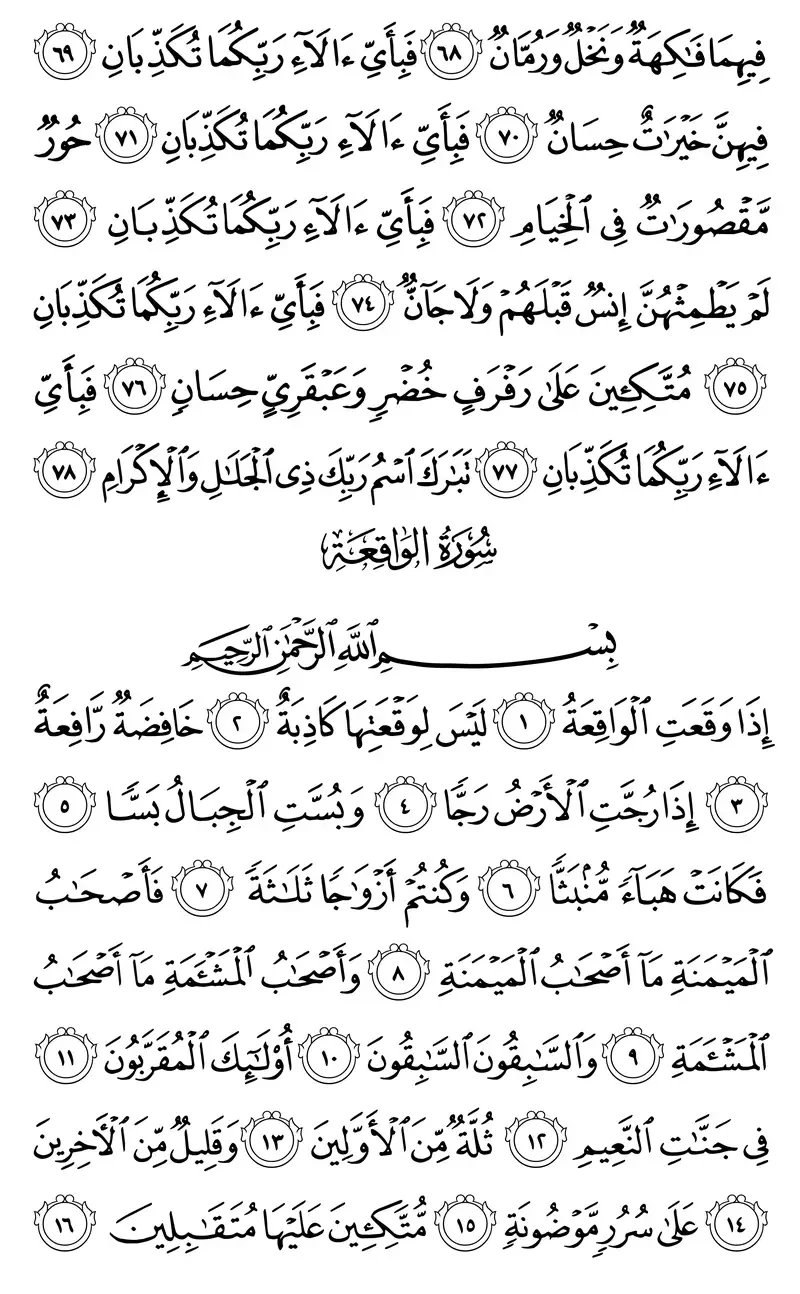 فِيهِمَا فَٰكِهَةٌ وَنَخْلٌ وَرُمَّانٌ ٦٨ فَبِأَيِّ ءَالَآءِ رَبِّكُمَا تُكَذِّبَانِ ٦٩
فِيهِنَّ خَيْرَٰتٌ حِسَانٌ ٧٠ فَبِأَيِّ ءَالَآءِ رَبِّكُمَا تُكَذِّبَانِ ٧١ حُورٌ
مَّقْصُورَٰتٌ فِى ٱلْخِيَامِ ٧٢ فَبِأَيِّ ءَالَآءِ رَبِّكُمَا تُكَذِّبَانِ ٧٣
لَمْ يَطْمِثْهُنَّ إِنسٌ قَبْلَهُمْ وَلَا جَآنٌّ ٧٤ فَبِأَيِّ ءَالَآءِ رَبِّكُمَا تُكَذِّبَانِ
٧٥ مُتَّكِـِٔينَ عَلَىٰ رَفْرَفٍ خُضْرٍ وَعَبْقَرِىٍّ حِسَانٍ ٧٦ فَبِأَيِّ
ءَالَآءِ رَبِّكُمَا تُكَذِّبَانِ ٧٧ تَبَٰرَكَ ٱسْمُ رَبِّكَ ذِى ٱلْجَلَٰلِ وَٱلْإِكْرَامِ ٧٨
سُورَةُ الوَاقِعَةِ
بِسْمِ ٱللَّهِ ٱلرَّحْمَٰنِ ٱلرَّحِيمِ
إِذَا وَقَعَتِ ٱلْوَاقِعَةُ ١ لَيْسَ لِوَقْعَتِهَا كَاذِبَةٌ ٢ خَافِضَةٌ رَّافِعَةٌ
٣ إِذَا رُجَّتِ ٱلْأَرْضُ رَجًّا ٤ وَبُسَّتِ ٱلْجِبَالُ بَسًّا ٥
فَكَانَتْ هَبَآءً مُّنۢبَثًّا ٦ وَكُنتُمْ أَزْوَٰجًا ثَلَٰثَةً ٧ فَأَصْحَٰبُ
ٱلْمَيْمَنَةِ مَآ أَصْحَٰبُ ٱلْمَيْمَنَةِ ٨ وَأَصْحَٰبُ ٱلْمَشْـَٔمَةِ مَآ أَصْحَٰبُ
ٱلْمَشْـَٔمَةِ ٩ وَٱلسَّٰبِقُونَ ٱلسَّٰبِقُونَ ١٠ أُو۟لَٰٓئِكَ ٱلْمُقَرَّبُونَ ١١
فِى جَنَّٰتِ ٱلنَّعِيمِ ١٢ ثُلَّةٌ مِّنَ ٱلْأَوَّلِينَ ١٣ وَقَلِيلٌ مِّنَ ٱلْـَٔاخِرِينَ
١٤ عَلَىٰ سُرُرٍ مَّوْضُونَةٍ ١٥ مُّتَّكِـِٔينَ عَلَيْهَا مُتَقَٰبِلِينَ ١٦